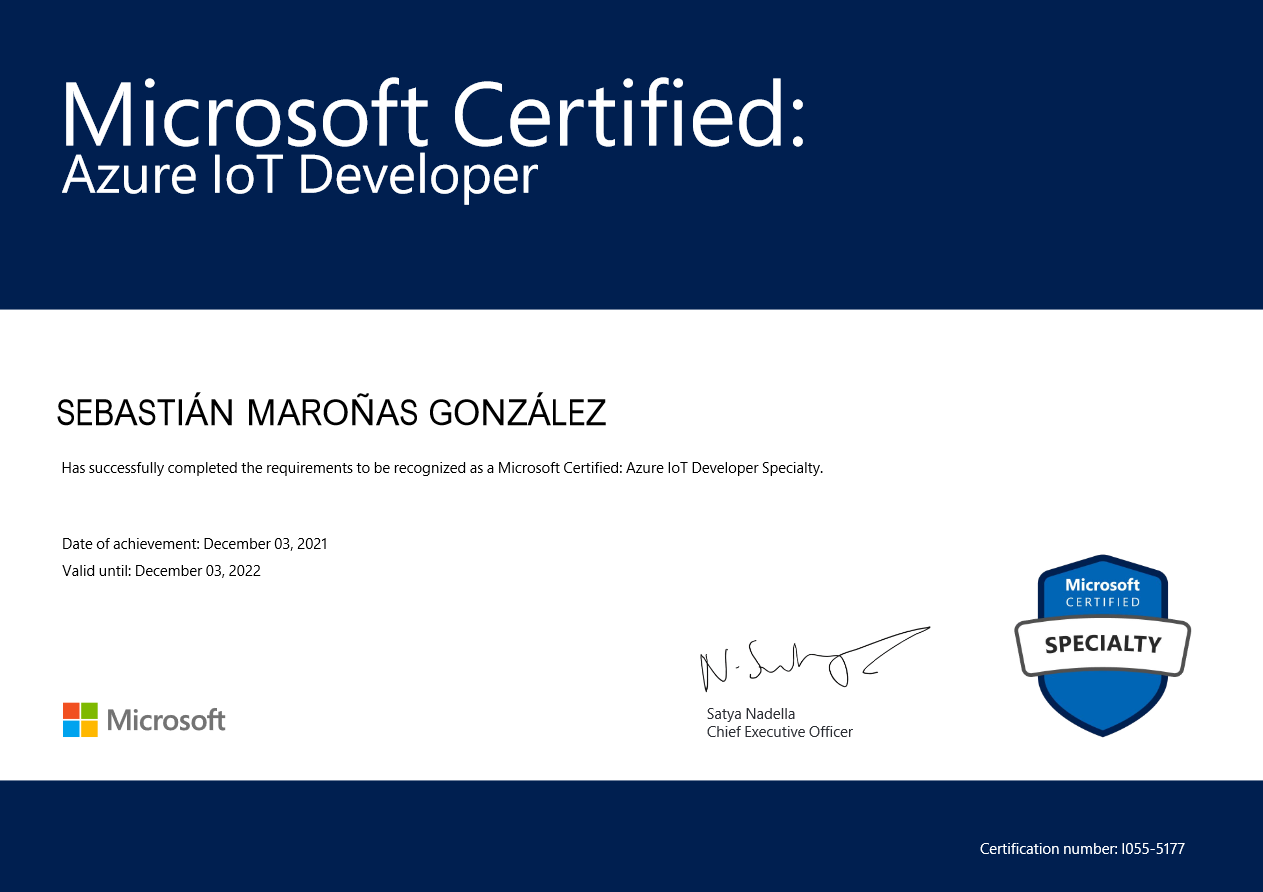 Microsoft Certified:
Azure IoT Developer
SEBASTIÁN MAROÑAS GONZÁLEZ
Has successfully completed the requirements to be recognized as a Microsoft Certified: Azure IoT Developer Specialty.
Date of achievement: December 03, 2021
Valid until: December 03, 2022
Microsoft
CERTIFIED
SPECIALTY
Satya Nadella
Chief Executive Officer
Microsoft
Certification number: I055-5177